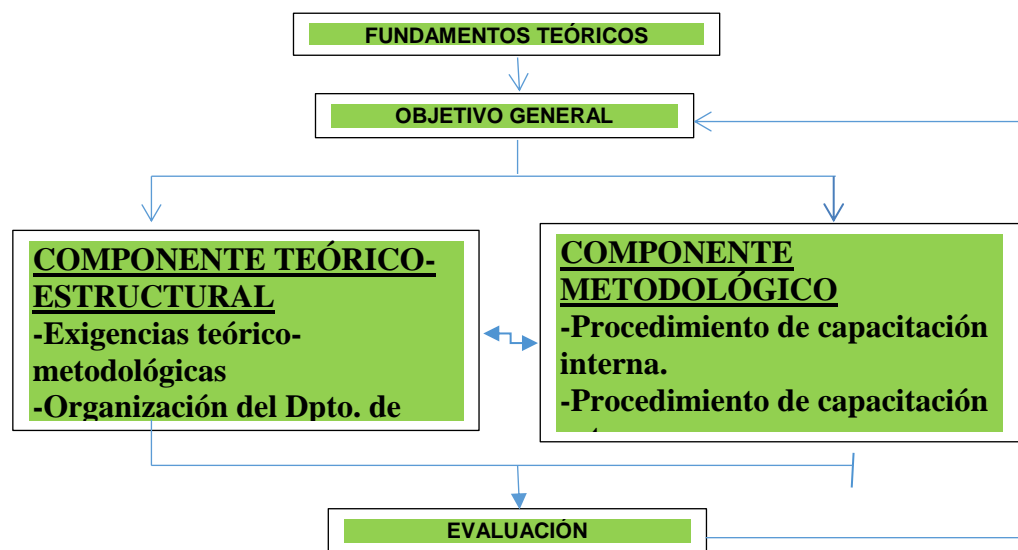 FUNDAMENTOS TEÓRICOS
OBJETIVO GENERAL
COMPONENTE TEÓRICO-
ESTRUCTURAL
-Exigencias teórico-
metodológicas
-Organización del Dpto. de
COMPONENTE
METODOLÓGICO
-Procedimiento de capacitación
interna.
-Procedimiento de capacitación
EVALUACIÓN